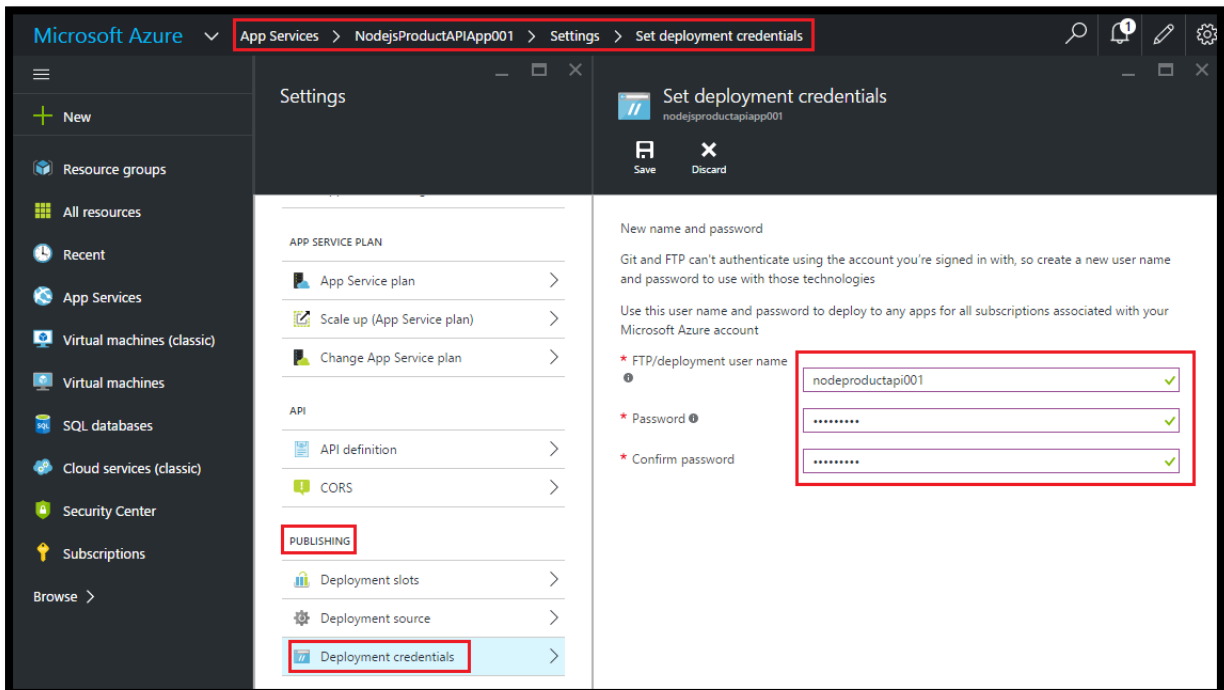 Microsoft Azure App Services > NodejsProductAPIApp001 > Settings > Set deployment credentials
1
New
Resource groups
All resources
Recent
App Services
Virtual machines (classic)
Virtual machines
SQL databases
Cloud services (classic)
Security Center
Subscriptions
Browse >
Settings
APP SERVICE PLAN
App Service plan
Scale up (App Service plan)
Change App Service plan
API
API definition
CORS
PUBLISHING
Deployment slots
Deployment source
Deployment credentials
Set deployment credentials
nodejsproductapiapp001
Save Discard
New name and password
Git and FTP can't authenticate using the account you're signed in with, so create a new user name
and password to use with those technologies
Use this user name and password to deploy to any apps for all subscriptions associated with your
Microsoft Azure account
* FTP/deployment user name
nodeproductapi001
* Password
•••••••••
* Confirm password
•••••••••